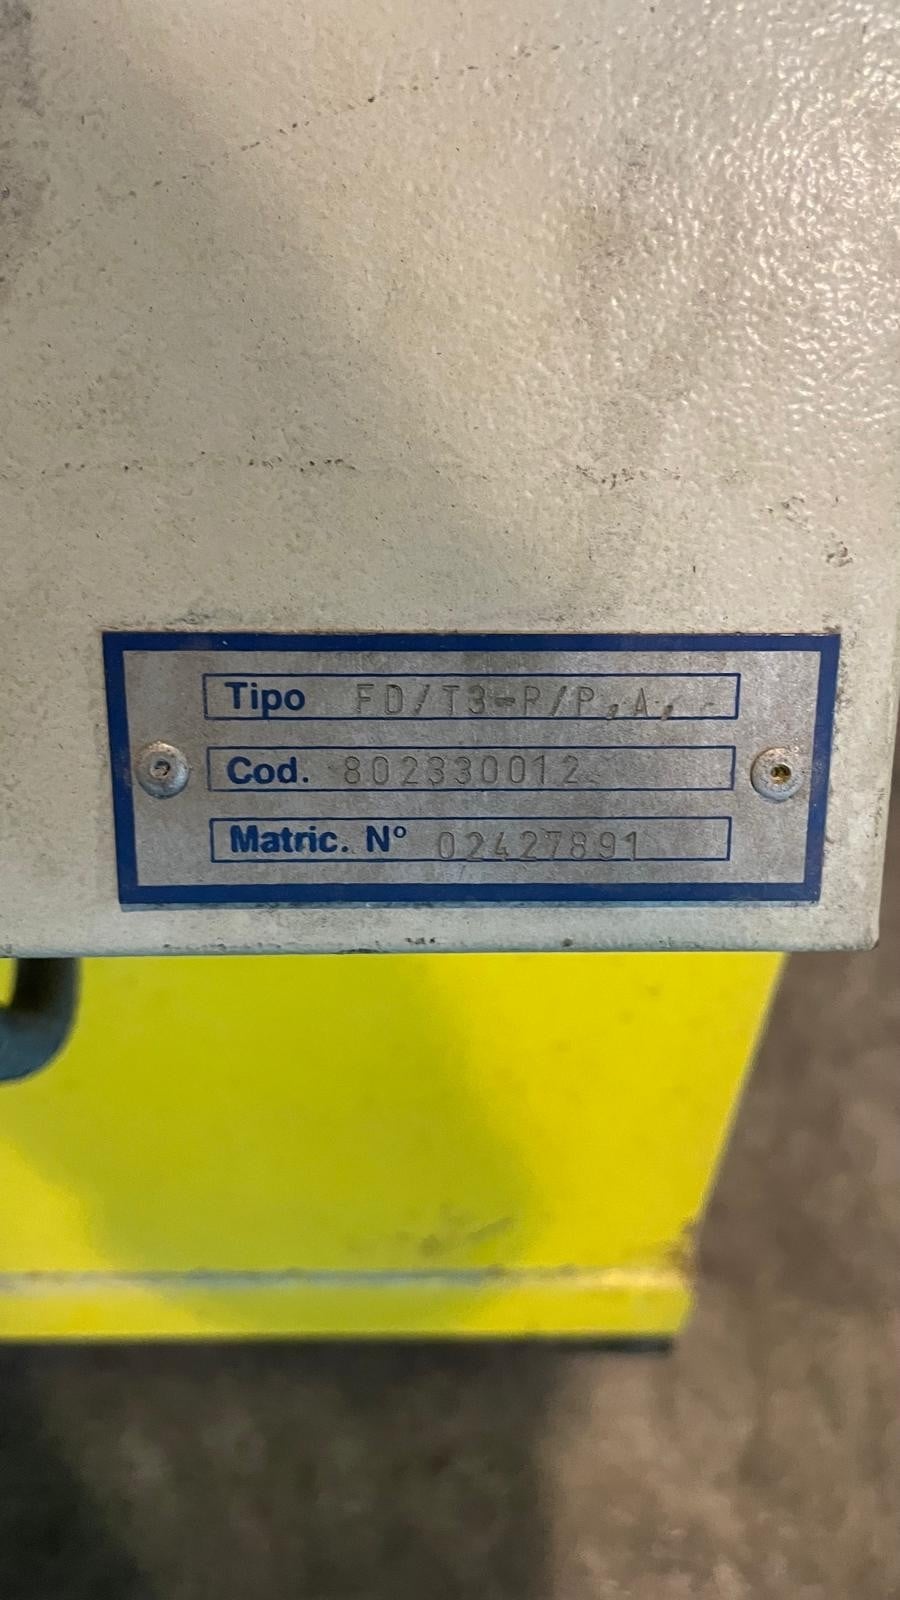 Tipo FD/T3-R/P,A,
Cod. 802330012
Matric. N° 02427891